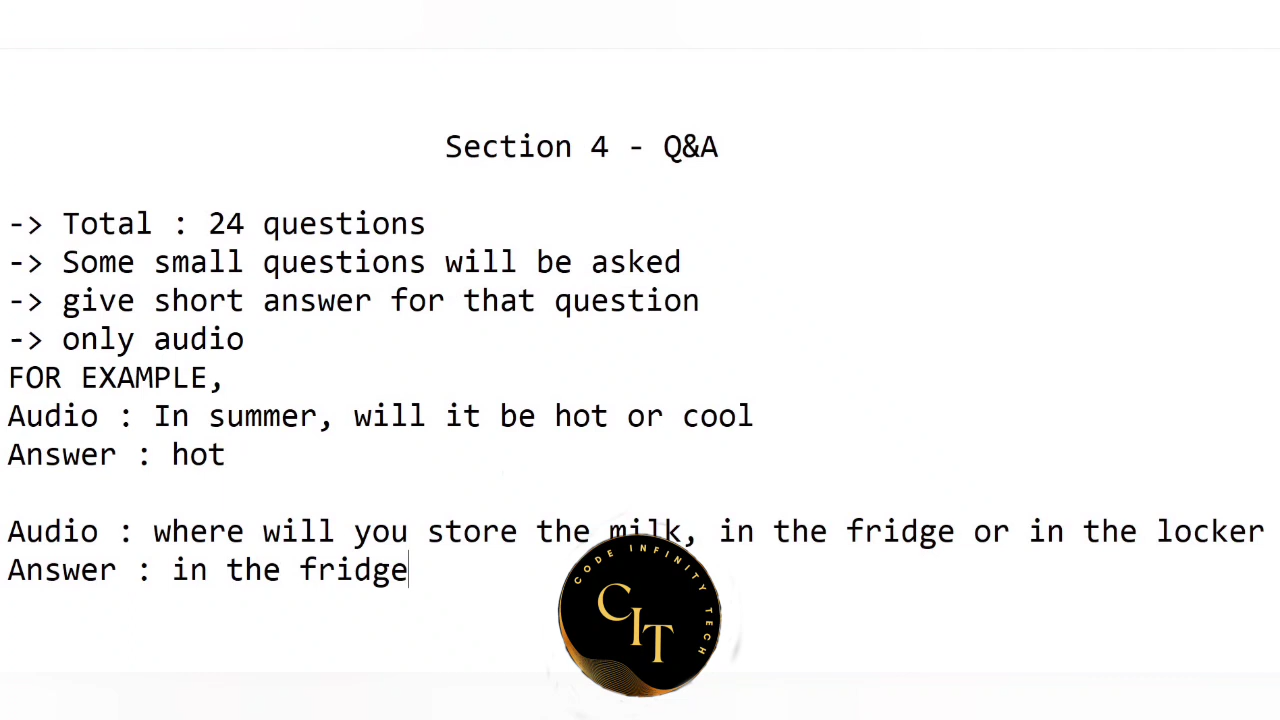 Section 4 - Q&A
-> Total : 24 questions
-> Some small questions will be asked
-> give short answer for that question
-> only audio
FOR EXAMPLE,
Audio : In summer, will it be hot or cool
Answer : hot
Audio : where will you store the milk, in the fridge or in the locker
Answer : in the fridge
CODE INFINITY TECH
CIT